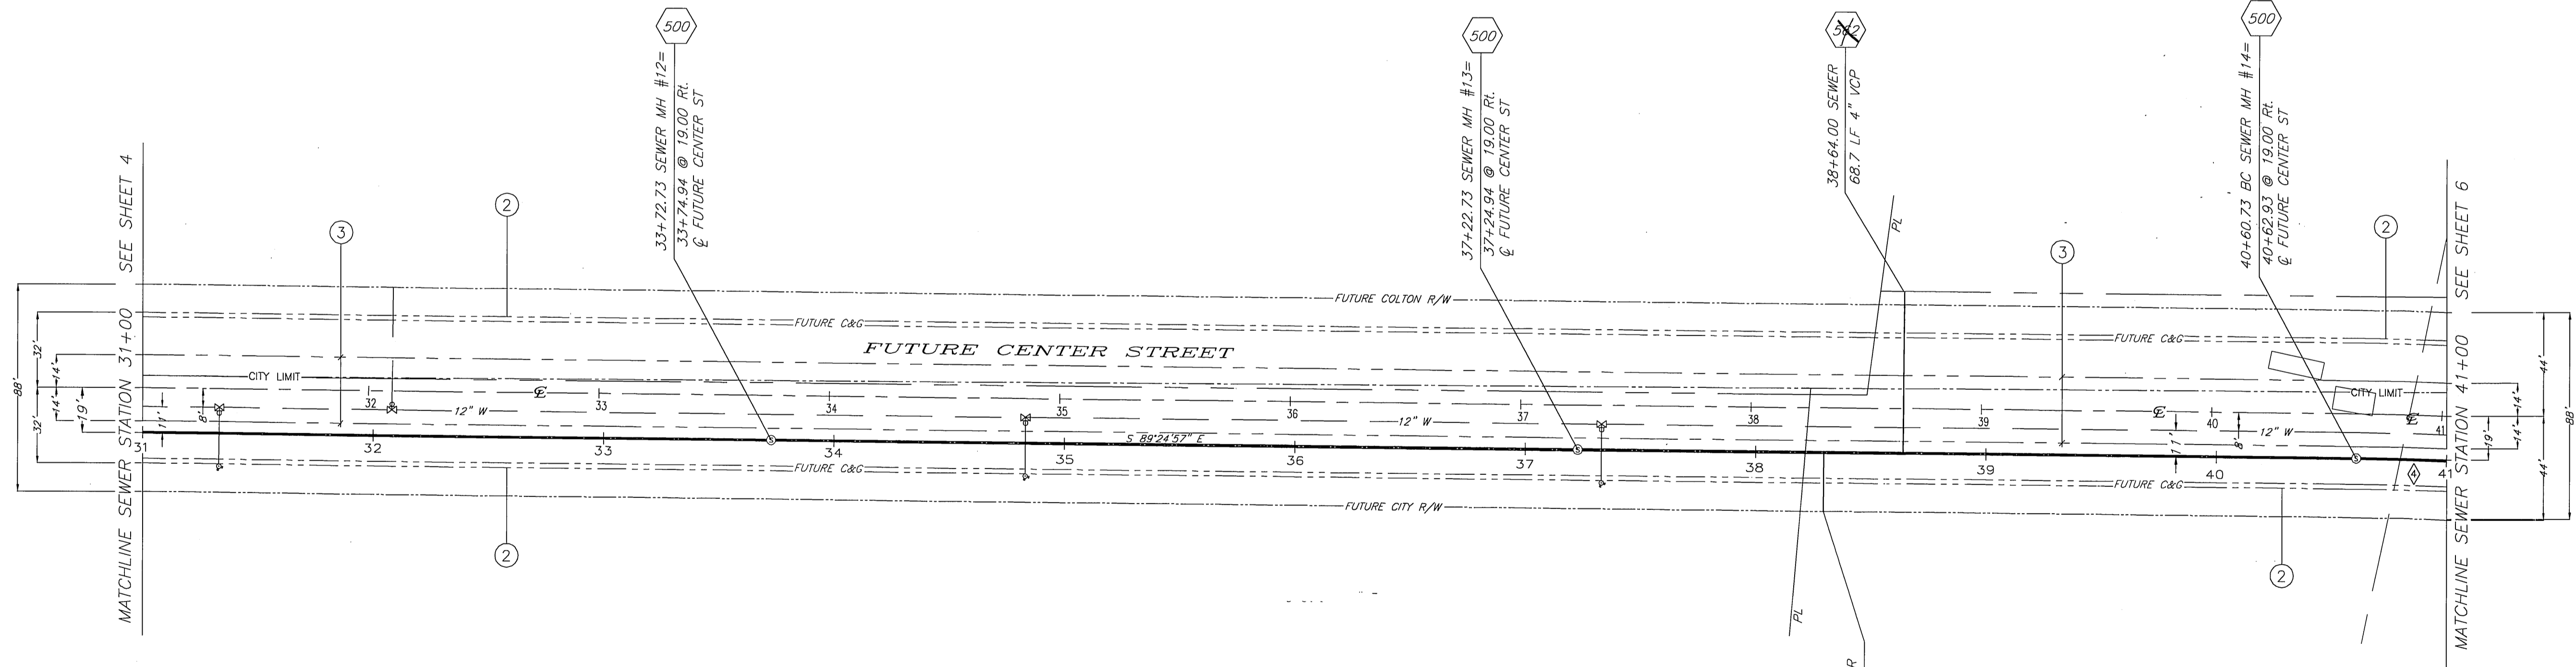 500
33+72.73 SEWER MH #12=
33+74.94 @ 19.00 Rt.
℄ FUTURE CENTER ST
500
37+22.73 SEWER MH #13=
37+24.94 @ 19.00 Rt.
℄ FUTURE CENTER ST
38+64.00 SEWER
68.7 LF 4" VCP
500
40+60.73 BC SEWER MH #14=
40+62.93 @ 19.00 Rt.
℄ FUTURE CENTER ST
MATCHLINE SEWER STATION 31+00 SEE SHEET 4
MATCHLINE SEWER STATION 41+00 SEE SHEET 6
3
2
3
2
PL
FUTURE COLTON R/W
FUTURE C&G
FUTURE C&G
FUTURE CENTER STREET
CITY LIMIT
CITY LIMIT
88'
32'
32'
14'
14'
19'
11'
8'
32
℄
33
34
35
36
37
38
39
℄
40
℄
41
12" W
12" W
12" W
S 89°24'57" E
11'
8'
14'
14'
19'
44'
44'
88'
31
32
33
34
35
36
37
38
39
40
41
4
FUTURE C&G
FUTURE C&G
FUTURE CITY R/W
2
2
PL
R